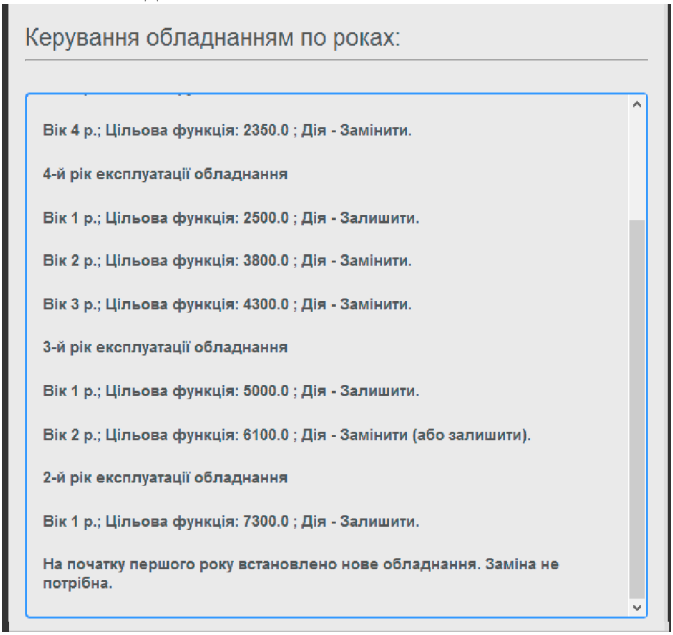 Керування обладнанням по роках:
Вік 4 р.; Цільова функція: 2350.0 ; Дія - Замінити.
4-й рік експлуатації обладнання
Вік 1 р.; Цільова функція: 2500.0 ; Дія - Залишити.
Вік 2 р.; Цільова функція: 3800.0 ; Дія - Замінити.
Вік 3 р.; Цільова функція: 4300.0 ; Дія - Замінити.
3-й рік експлуатації обладнання
Вік 1 р.; Цільова функція: 5000.0 ; Дія - Залишити.
Вік 2 р.; Цільова функція: 6100.0 ; Дія - Замінити (або залишити).
2-й рік експлуатації обладнання
Вік 1 р.; Цільова функція: 7300.0 ; Дія - Залишити.
На початку першого року встановлено нове обладнання. Заміна не
потрібна.